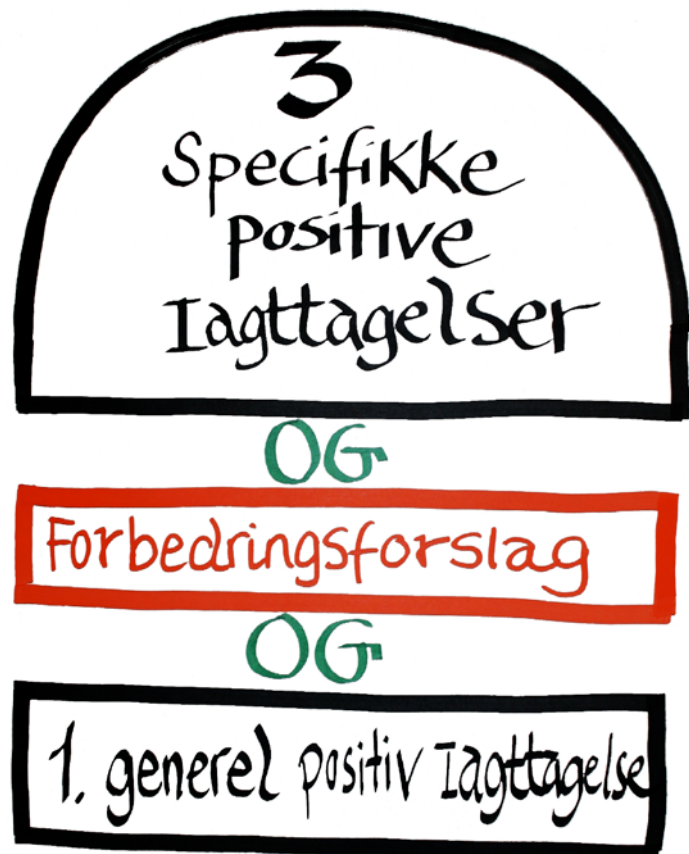 3
Specifikke
positive
Iagttagelser
OG
Forbedringsforslag
OG
1. generel positiv Iagttagelse